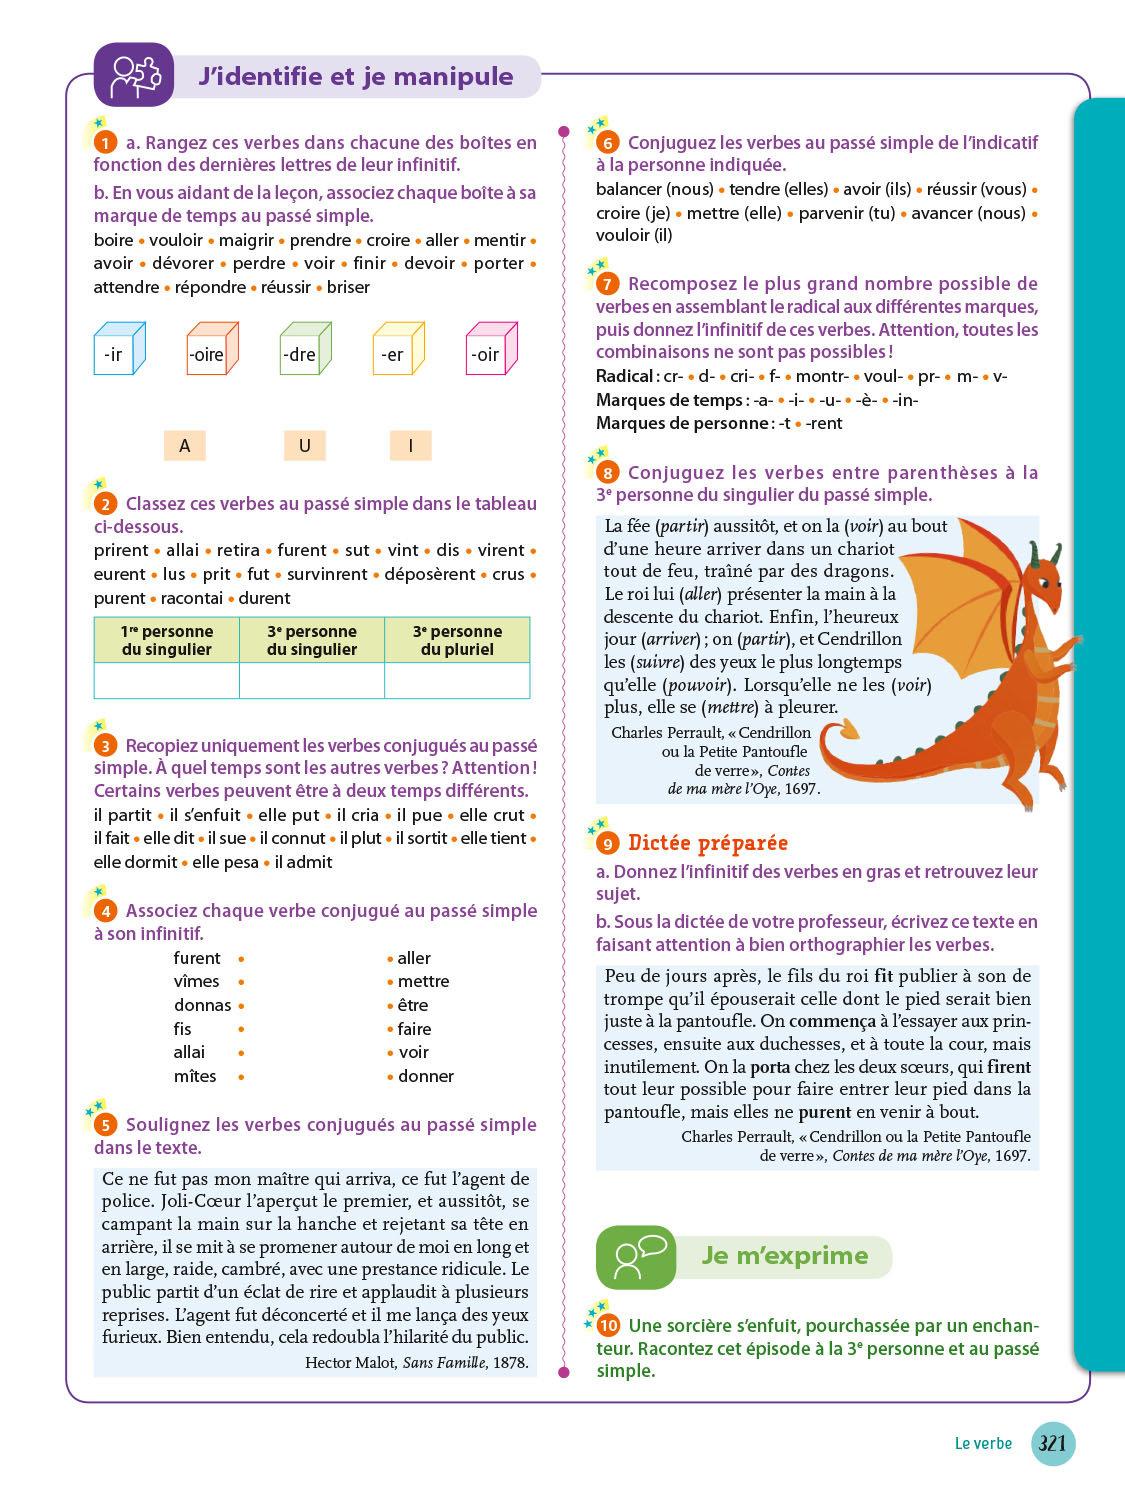 J'identifie et je manipule
1 a. Rangez ces verbes dans chacune des boîtes en
fonction des dernières lettres de leur infinitif.
b. En vous aidant de la leçon, associez chaque boîte à sa
marque de temps au passé simple.
boire • vouloir • maigrir • prendre • croire • aller • mentir •
avoir • dévorer • perdre • voir • finir • devoir • porter •
attendre • répondre • réussir • briser
-ir -oire -dre -er -oir
A U I
2 Classez ces verbes au passé simple dans le tableau
ci-dessous.
prirent • allai • retira • furent • sut • vint • dis • virent •
eurent • lus • prit • fut • survinrent • déposèrent • crus •
purent • racontai • durent
1re personne 3e personne 3e personne
du singulier du singulier du pluriel
3 Recopiez uniquement les verbes conjugués au passé
simple. À quel temps sont les autres verbes ? Attention !
Certains verbes peuvent être à deux temps différents.
il partit • il s'enfuit • elle put • il cria • il pue • elle crut •
il fait • elle dit • il sue • il connut • il plut • il sortit • elle tient •
elle dormit • elle pesa • il admit
4 Associez chaque verbe conjugué au passé simple
à son infinitif.
furent • • aller
vîmes • • mettre
donnas • • être
fis • • faire
allai • • voir
mîtes • • donner
5 Soulignez les verbes conjugués au passé simple
dans le texte.
Ce ne fut pas mon maître qui arriva, ce fut l'agent de
police. Joli-Cœur l'aperçut le premier, et aussitôt, se
campant la main sur la hanche et rejetant sa tête en
arrière, il se mit à se promener autour de moi en long et
en large, raide, cambré, avec une prestance ridicule. Le
public partit d'un éclat de rire et applaudit à plusieurs
reprises. L'agent fut déconcerté et il me lança des yeux
furieux. Bien entendu, cela redoubla l'hilarité du public.
Hector Malot, Sans Famille, 1878.
6 Conjuguez les verbes au passé simple de l'indicatif
à la personne indiquée.
balancer (nous) • tendre (elles) • avoir (ils) • réussir (vous) •
croire (je) • mettre (elle) • parvenir (tu) • avancer (nous) •
vouloir (il)
7 Recomposez le plus grand nombre possible de
verbes en assemblant le radical aux différentes marques,
puis donnez l'infinitif de ces verbes. Attention, toutes les
combinaisons ne sont pas possibles !
Radical : cr- • d- • cri- • f- • montr- • voul- • pr- • m- • v-
Marques de temps : -a- • -i- • -u- • -è- • -in-
Marques de personne : -t • -rent
8 Conjuguez les verbes entre parenthèses à la
3e personne du singulier du passé simple.
La fée (partir) aussitôt, et on la (voir) au bout
d'une heure arriver dans un chariot
tout de feu, traîné par des dragons.
Le roi lui (aller) présenter la main à la
descente du chariot. Enfin, l'heureux
jour (arriver) ; on (partir), et Cendrillon
les (suivre) des yeux le plus longtemps
qu'elle (pouvoir). Lorsqu'elle ne les (voir)
plus, elle se (mettre) à pleurer.
Charles Perrault, « Cendrillon
ou la Petite Pantoufle
de verre », Contes
de ma mère l'Oye, 1697.
9 Dictée préparée
a. Donnez l'infinitif des verbes en gras et retrouvez leur
sujet.
b. Sous la dictée de votre professeur, écrivez ce texte en
faisant attention à bien orthographier les verbes.
Peu de jours après, le fils du roi fit publier à son de
trompe qu'il épouserait celle dont le pied serait bien
juste à la pantoufle. On commença à l'essayer aux prin-
cesses, ensuite aux duchesses, et à toute la cour, mais
inutilement. On la porta chez les deux sœurs, qui firent
tout leur possible pour faire entrer leur pied dans la
pantoufle, mais elles ne purent en venir à bout.
Charles Perrault, « Cendrillon ou la Petite Pantoufle
de verre », Contes de ma mère l'Oye, 1697.
Je m'exprime
10 Une sorcière s'enfuit, pourchassée par un enchan-
teur. Racontez cet épisode à la 3e personne et au passé
simple.
Le verbe 321